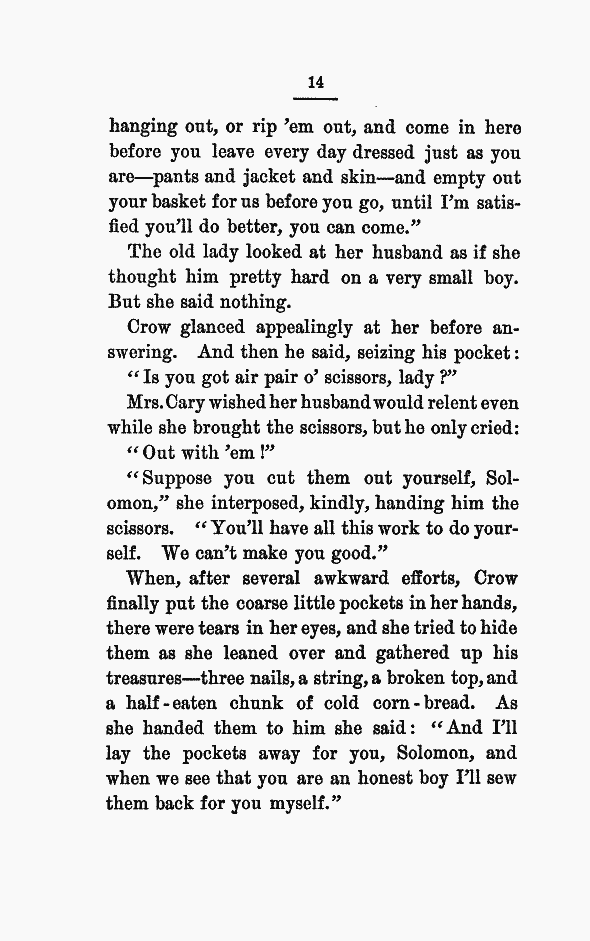 14
hanging out, or rip ’em out, and come in here
before you leave every day dressed just as you
are—pants and jacket and skin—and empty out
your basket for us before you go, until I’m satis-
fied you’ll do better, you can come.”
The old lady looked at her husband as if she
thought him pretty hard on a very small boy.
But she said nothing.
Crow glanced appealingly at her before an-
swering. And then he said, seizing his pocket:
“Is you got air pair o’ scissors, lady?”
Mrs. Cary wished her husband would relent even
while she brought the scissors, but he only cried:
“Out with ’em!”
“Suppose you cut them out yourself, Sol-
omon,” she interposed, kindly, handing him the
scissors. “You’ll have all this work to do your-
self. We can’t make you good.”
When, after several awkward efforts, Crow
finally put the coarse little pockets in her hands,
there were tears in her eyes, and she tried to hide
them as she leaned over and gathered up his
treasures—three nails, a string, a broken top, and
a half-eaten chunk of cold corn-bread. As
she handed them to him she said: “And I’ll
lay the pockets away for you, Solomon, and
when we see that you are an honest boy I’ll sew
them back for you myself.”